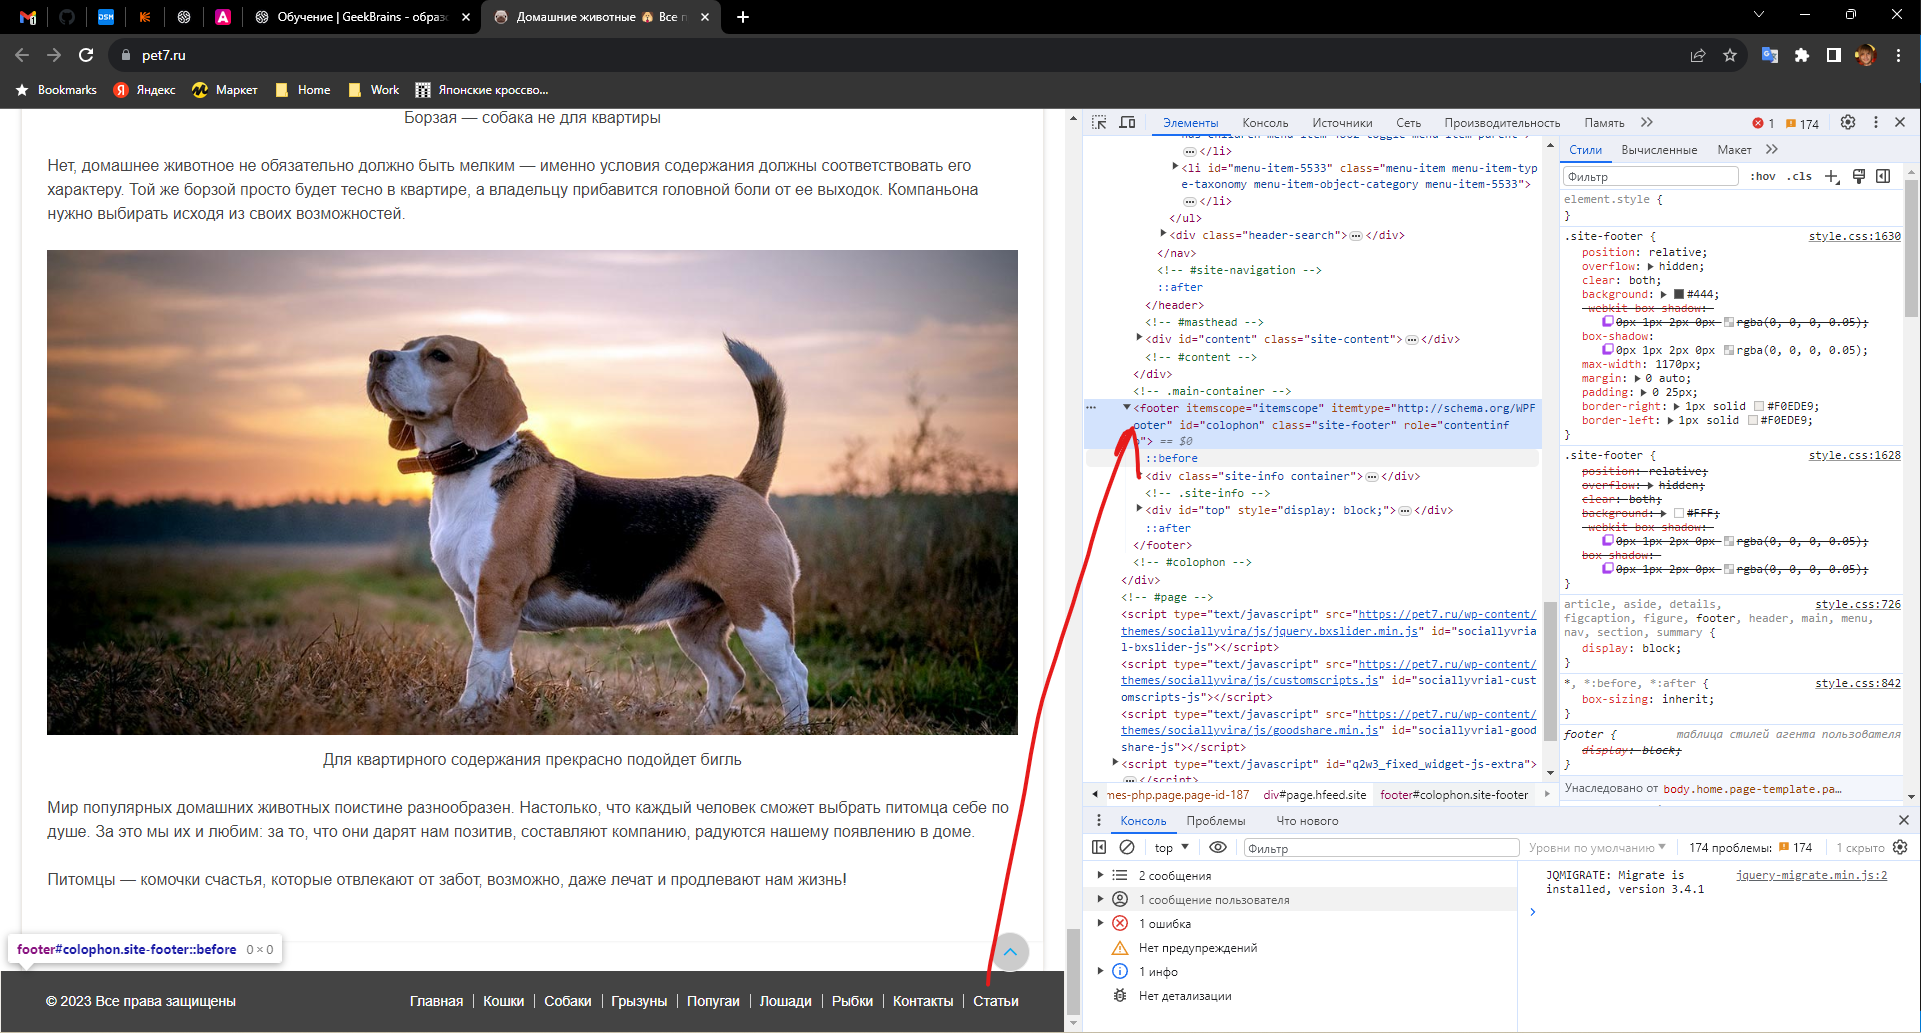 Обучение | GeekBrains - образо
Домашние животные 🙈 Все п
pet7.ru
Bookmarks
Яндекс
Маркет
Home
Work
Японские кроссво...
Борзая — собака не для квартиры
Нет, домашнее животное не обязательно должно быть мелким — именно условия содержания должны соответствовать его
характеру. Той же борзой просто будет тесно в квартире, а владельцу прибавится головной боли от ее выходок. Компаньона
нужно выбирать исходя из своих возможностей.
Для квартирного содержания прекрасно подойдет бигль
Мир популярных домашних животных поистине разнообразен. Настолько, что каждый человек сможет выбрать питомца себе по
душе. За это мы их и любим: за то, что они дарят нам позитив, составляют компанию, радуются нашему появлению в доме.
Питомцы — комочки счастья, которые отвлекают от забот, возможно, даже лечат и продлевают нам жизнь!
footer#colophon.site-footer::before 0 × 0
© 2023 Все права защищены
Главная | Кошки | Собаки | Грызуны | Попугаи | Лошади | Рыбки | Контакты | Статьи
Элементы Консоль Источники Сеть Производительность Память 1 174
</li>
<li id="menu-item-5533" class="menu-item menu-item-typ
e-taxonomy menu-item-object-category menu-item-5533">
</li>
</ul>
<div class="header-search"> … </div>
</nav>
<!-- #site-navigation -->
::after
</header>
<!-- #masthead -->
<div id="content" class="site-content"> … </div>
<!-- #content -->
</div>
<!-- .main-container -->
<footer itemscope="itemscope" itemtype="http://schema.org/WPF
ooter" id="colophon" class="site-footer" role="contentinf
"> == $0
::before
<div class="site-info container"> … </div>
<!-- .site-info -->
<div id="top" style="display: block;"> … </div>
::after
</footer>
<!-- #colophon -->
</div>
<!-- #page -->
<script type="text/javascript" src="https://pet7.ru/wp-content/
themes/sociallyvira/js/jquery.bxslider.min.js" id="sociallyvria
l-bxslider-js"></script>
<script type="text/javascript" src="https://pet7.ru/wp-content/
themes/sociallyvira/js/customscripts.js" id="sociallyvrial-cust
omscripts-js"></script>
<script type="text/javascript" src="https://pet7.ru/wp-content/
themes/sociallyvira/js/goodshare.min.js" id="sociallyvrial-good
share-js"></script>
<script type="text/javascript" id="q2w3_fixed_widget-js-extra">
… </script>
mes-php.page.page-id-187 div#page.hfeed.site footer#colophon.site-footer
Стили Вычисленные Макет
Фильтр :hov .cls
element.style {
}
.site-footer { style.css:1630
position: relative;
overflow: hidden;
clear: both;
background: #444;
-webkit-box-shadow:
0px 1px 2px 0px rgba(0, 0, 0, 0.05);
box-shadow:
0px 1px 2px 0px rgba(0, 0, 0, 0.05);
max-width: 1170px;
margin: 0 auto;
padding: 0 25px;
border-right: 1px solid #F0EDE9;
border-left: 1px solid #F0EDE9;
}
.site-footer { style.css:1628
position: relative;
overflow: hidden;
clear: both;
background: #FFF;
-webkit-box-shadow:
0px 1px 2px 0px rgba(0, 0, 0, 0.05);
box-shadow:
0px 1px 2px 0px rgba(0, 0, 0, 0.05);
}
article, aside, details, style.css:726
figcaption, figure, footer, header, main, menu,
nav, section, summary {
display: block;
}
*, *:before, *:after { style.css:842
box-sizing: inherit;
}
footer { таблица стилей агента пользователя
display: block;
}
Унаследовано от body.home.page-template.pa…
Консоль Проблемы Что нового
top Фильтр Уровни по умолчанию 174 проблемы: 174 1 скрыто
2 сообщения
1 сообщение пользователя
1 ошибка
Нет предупреждений
1 инфо
Нет детализации
JQMIGRATE: Migrate is jquery-migrate.min.js:2
installed, version 3.4.1